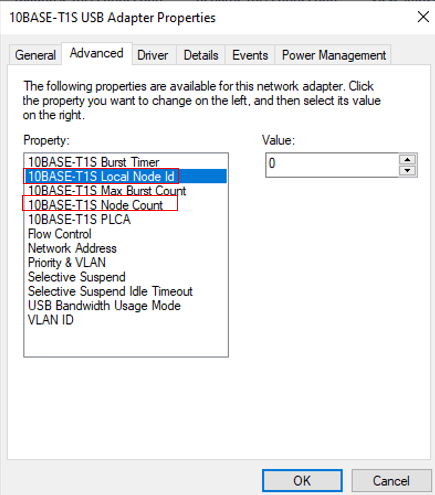 10BASE-T1S USB Adapter Properties
General Advanced Driver Details Events Power Management
The following properties are available for this network adapter. Click
the property you want to change on the left, and then select its value
on the right.
Property:
Value:
10BASE-T1S Burst Timer
10BASE-T1S Local Node Id
10BASE-T1S Max Burst Count
10BASE-T1S Node Count
10BASE-T1S PLCA
Flow Control
Network Address
Priority & VLAN
Selective Suspend
Selective Suspend Idle Timeout
USB Bandwidth Usage Mode
VLAN ID
0
OK
Cancel